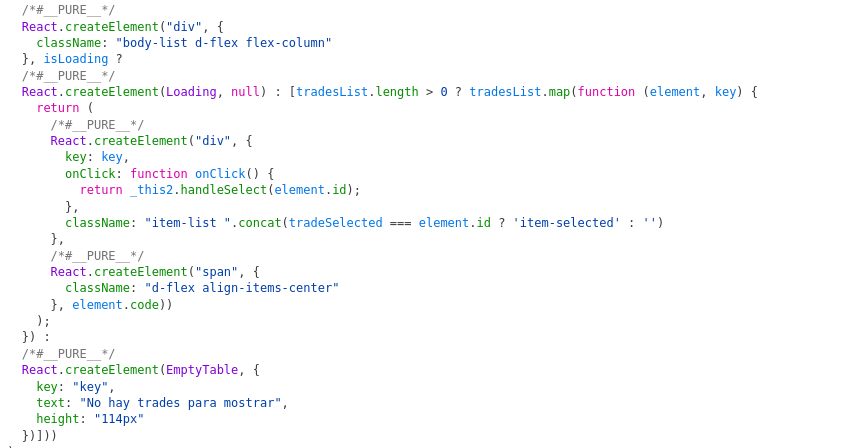 /*#__PURE__*/
React.createElement("div", {
className: "body-list d-flex flex-column"
}, isLoading ?
/*#__PURE__*/
React.createElement(Loading, null) : [tradesList.length > 0 ? tradesList.map(function (element, key) {
return (
/*#__PURE__*/
React.createElement("div", {
key: key,
onClick: function onClick() {
return _this2.handleSelect(element.id);
},
className: "item-list ".concat(tradeSelected === element.id ? 'item-selected' : '')
},
/*#__PURE__*/
React.createElement("span", {
className: "d-flex align-items-center"
}, element.code))
);
}) :
/*#__PURE__*/
React.createElement(EmptyTable, {
key: "key",
text: "No hay trades para mostrar",
height: "114px"
})]))